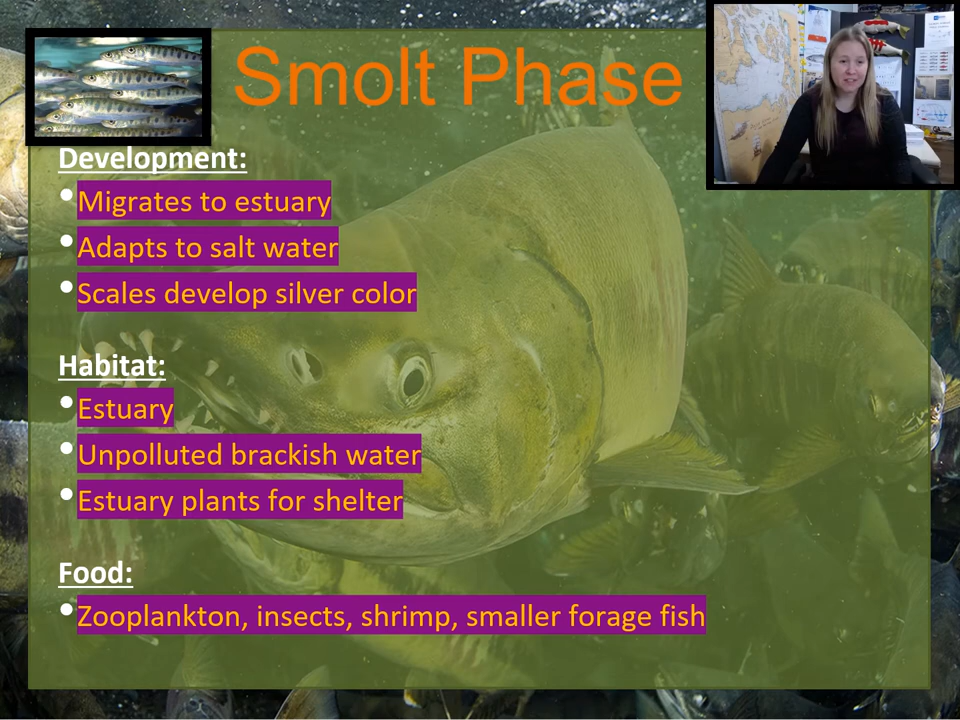 Smolt Phase
Development:
• Migrates to estuary
• Adapts to salt water
• Scales develop silver color
Habitat:
• Estuary
• Unpolluted brackish water
• Estuary plants for shelter
Food:
• Zooplankton, insects, shrimp, smaller forage fish